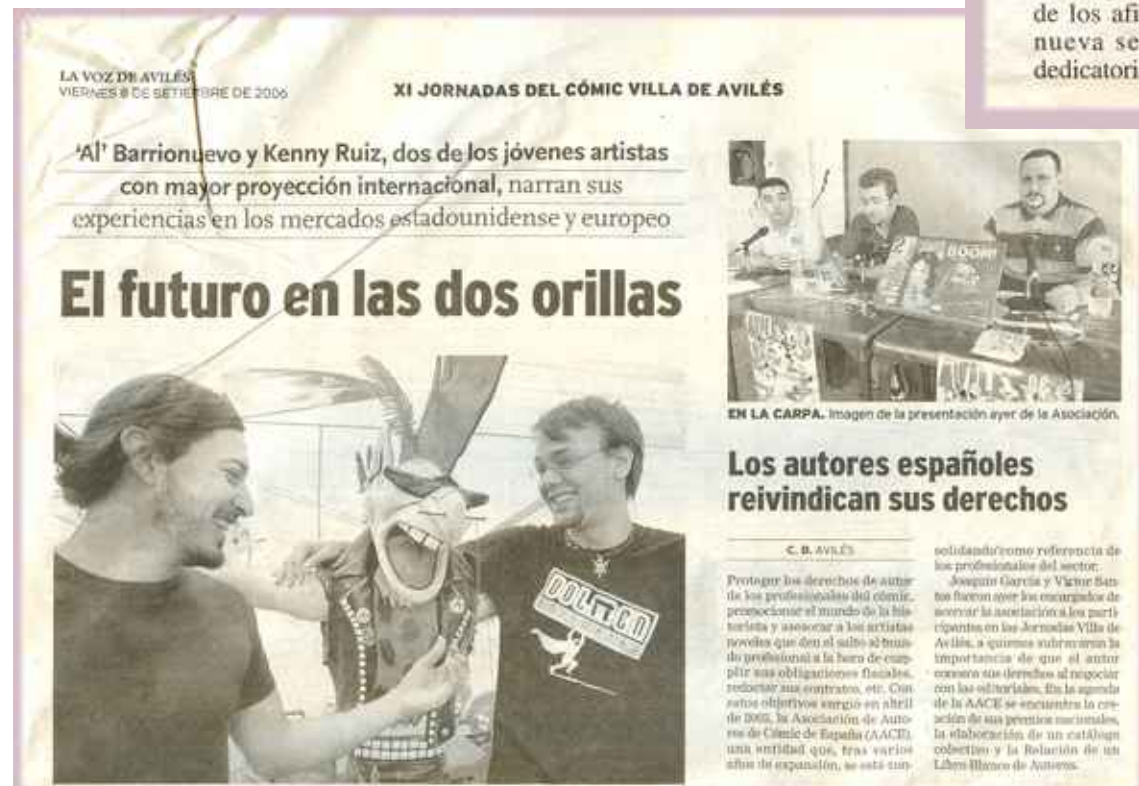 de los afi
nueva se
dedicatori
LA VOZ DE AVILÉS
VIERNES 8 DE SETIEMBRE DE 2006
XI JORNADAS DEL CÓMIC VILLA DE AVILÉS
'Al' Barrionuevo y Kenny Ruiz, dos de los jóvenes artistas
con mayor proyección internacional, narran sus
experiencias en los mercados estadounidense y europeo
El futuro en las dos orillas
DOLMEN
BOOM!
EN LA CARPA. Imagen de la presentación ayer de la Asociación.
Los autores españoles
reivindican sus derechos
C. B. AVILÉS
Proteger los derechos de autor
de los profesionales del cómic,
promocionar el mundo de la his-
torieta y asesorar a los artistas
noveles que den el salto al mun-
do profesional a la hora de cum-
plir sus obligaciones fiscales,
redactar sus contratos, etc. Con
estos objetivos surgió en abril
de 2002, la Asociación de Auto-
res de Cómic de España (AACE),
una entidad que, tras varios
años de expansión, se está con-
solidando como referencia de
los profesionales del sector.
Joaquín García y Víctor San-
tos fueron ayer los encargados de
acercar la asociación a los parti-
cipantes en las Jornadas Villa de
Avilés, a quienes subrayaron la
importancia de que el autor
conozca sus derechos al negociar
con las editoriales. En la agenda
de la AACE se encuentra la cre-
ación de sus premios nacionales,
la elaboración de un catálogo
colectivo y la Relación de un
Libro Blanco de Autores.